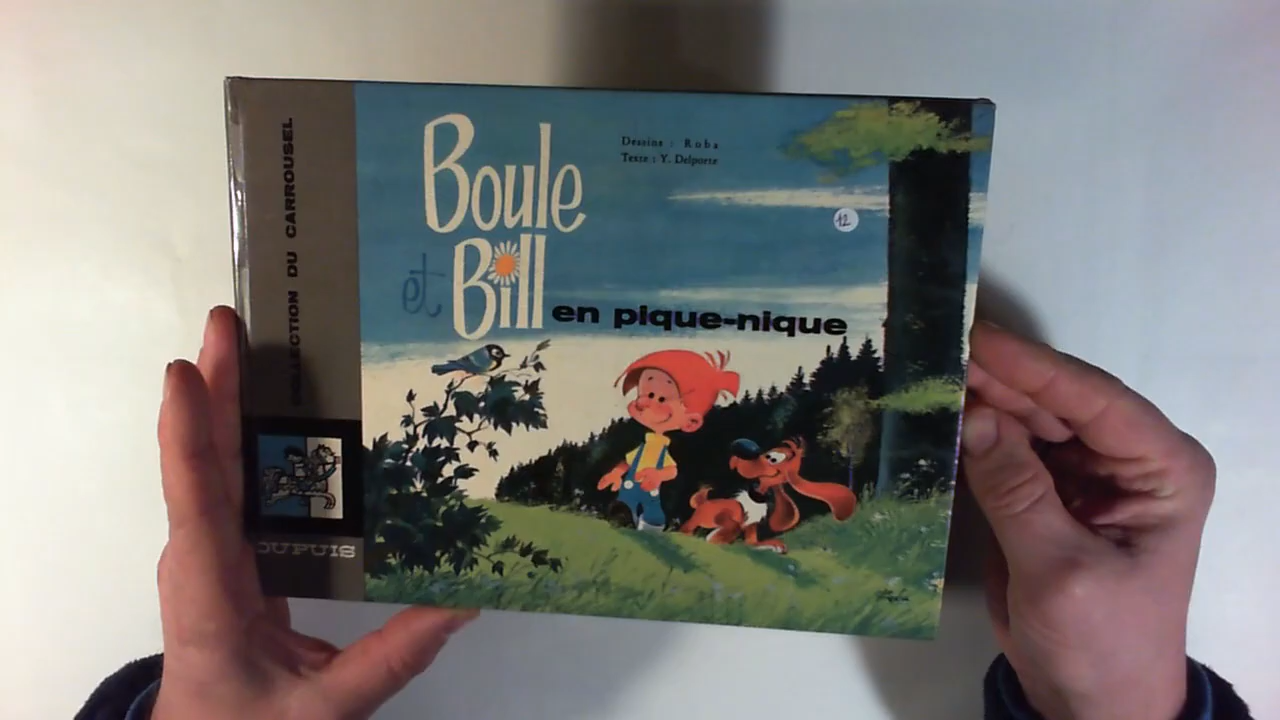 COLLECTION DU CARROUSEL
Boule
et Bill
en pique-nique
Dessins : Roba
Texte : Y. Delporte
12
DUPUIS